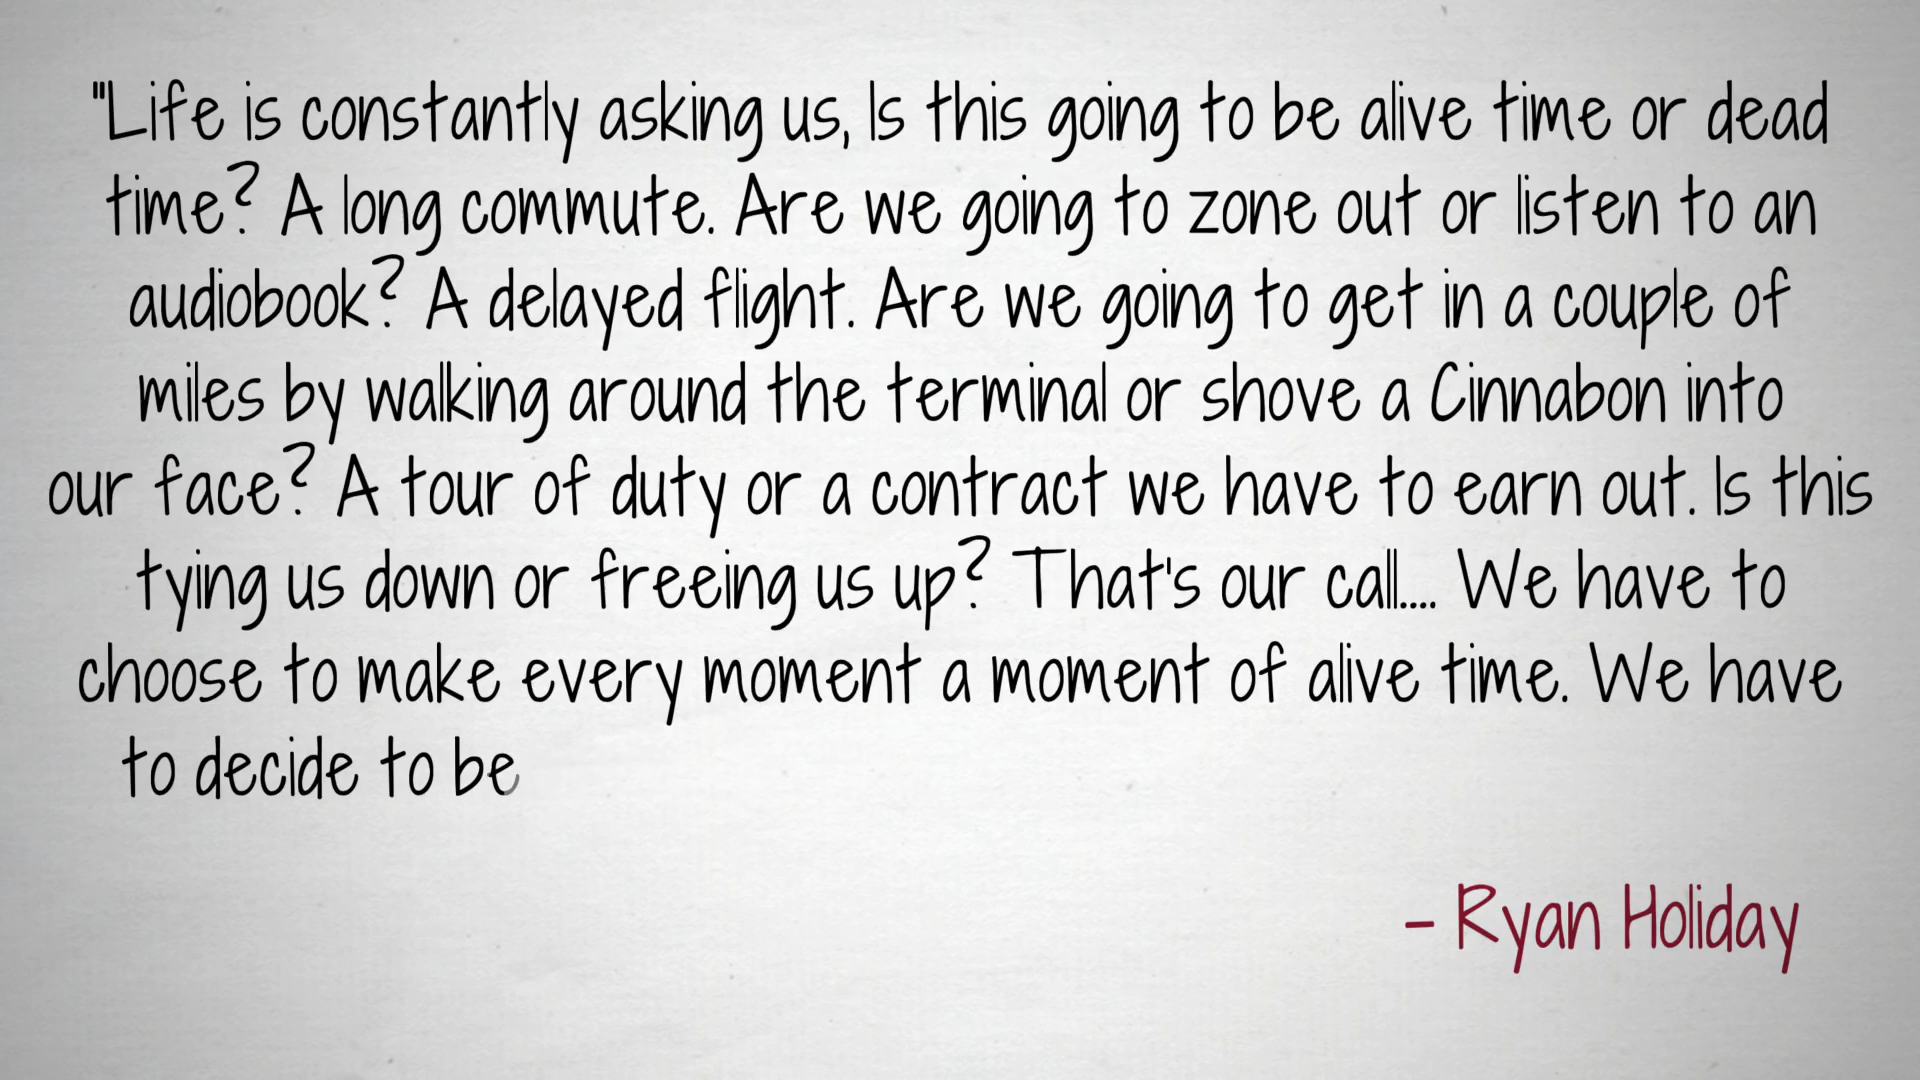 "Life is constantly asking us, Is this going to be alive time or dead
time? A long commute. Are we going to zone out or listen to an
audiobook? A delayed flight. Are we going to get in a couple of
miles by walking around the terminal or shove a Cinnabon into
our face? A tour of duty or a contract we have to earn out. Is this
tying us down or freeing us up? That's our call.... We have to
choose to make every moment a moment of alive time. We have
to decide to be
- Ryan Holiday